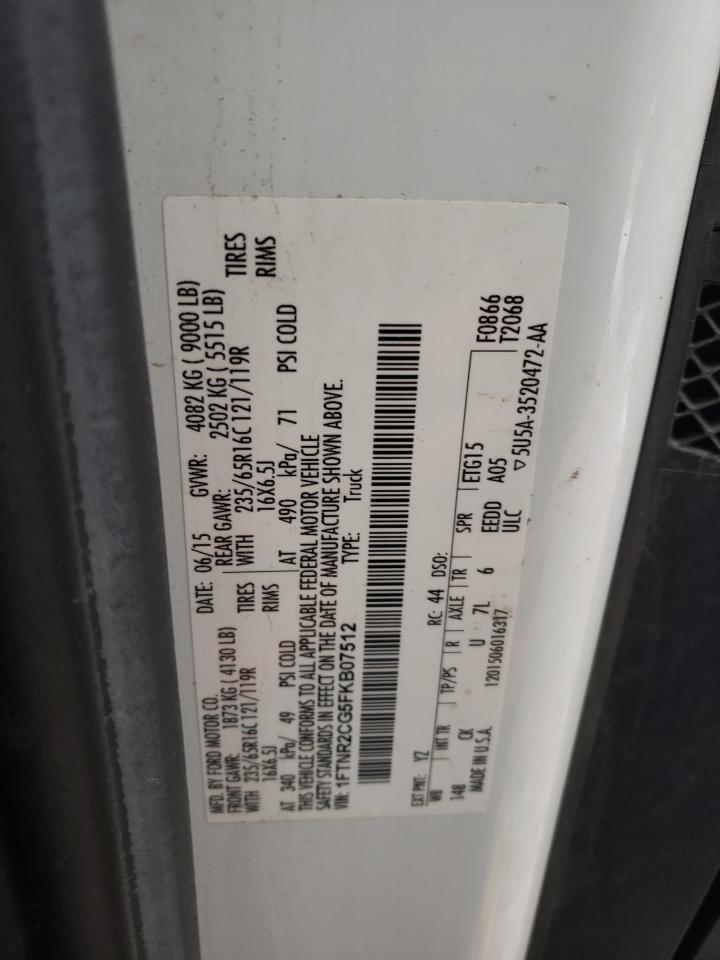 MFD. BY FORD MOTOR CO.
DATE: 06/15 GVWR: 4082 KG ( 9000 LB)
FRONT GAWR: 1873 KG ( 4130 LB) REAR GAWR: 2502 KG ( 5515 LB)
WITH 235/65R16C 121/119R TIRES WITH 235/65R16C 121/119R TIRES
16X6.5J RIMS 16X6.5J RIMS
AT 340 kPa/ 49 PSI COLD AT 490 kPa/ 71 PSI COLD
THIS VEHICLE CONFORMS TO ALL APPLICABLE FEDERAL MOTOR VEHICLE
SAFETY STANDARDS IN EFFECT ON THE DATE OF MANUFACTURE SHOWN ABOVE.
VIN: 1FTNR2CG5FKB07512 TYPE: Truck
EXT PNT: YZ RC: 44 DSO: F0866
WB INT TR TP/PS R AXLE TR SPR ETG15 T2068
148 CK U 7L 6 EEDD A05
MADE IN U.S.A. 1201506016317 ULC ▽5U5A-3520472-AA